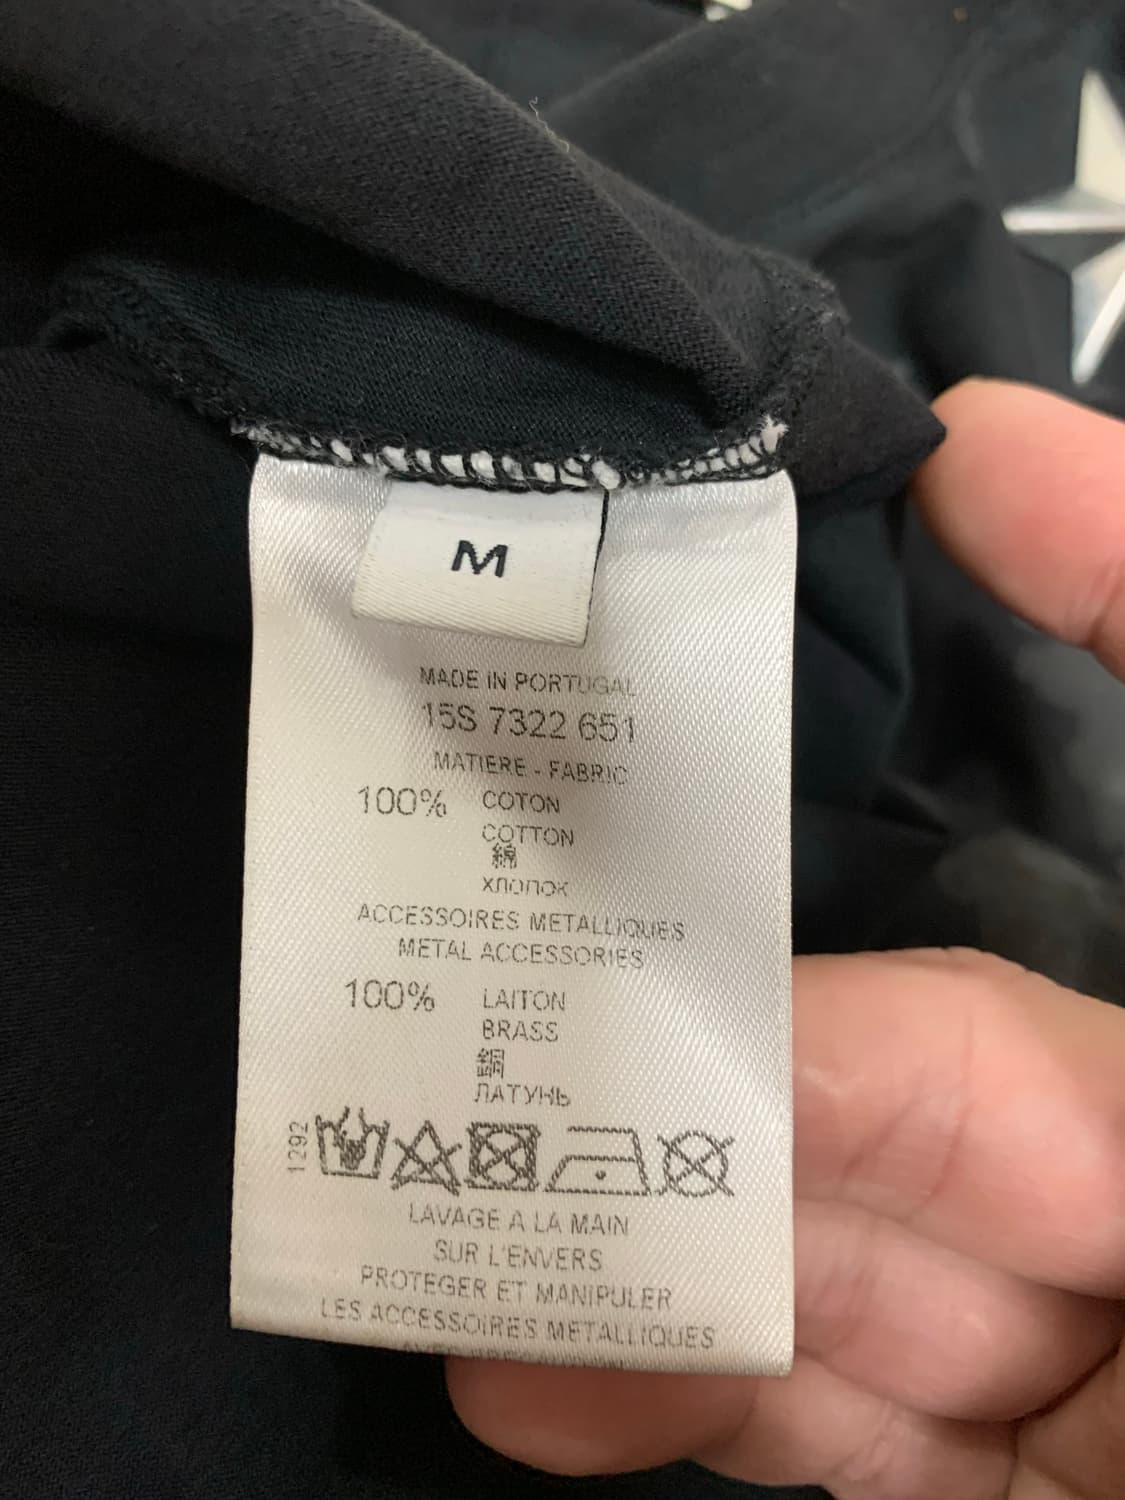 M
MADE IN PORTUGAL
15S 7322 651
MATIERE - FABRIC
100% COTON
COTTON
綿
ХЛОПОК
ACCESSOIRES METALLIQUES
METAL ACCESSORIES
100% LAITON
BRASS
銅
ЛАТУНЬ
1292
LAVAGE A LA MAIN
SUR L'ENVERS
PROTEGER ET MANIPULER
LES ACCESSOIRES METALLIQUES